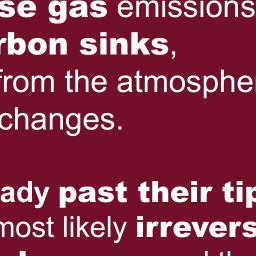 se gas emissions
rbon sinks,
from the atmospher
changes.
ady past their tip
most likely irrevers